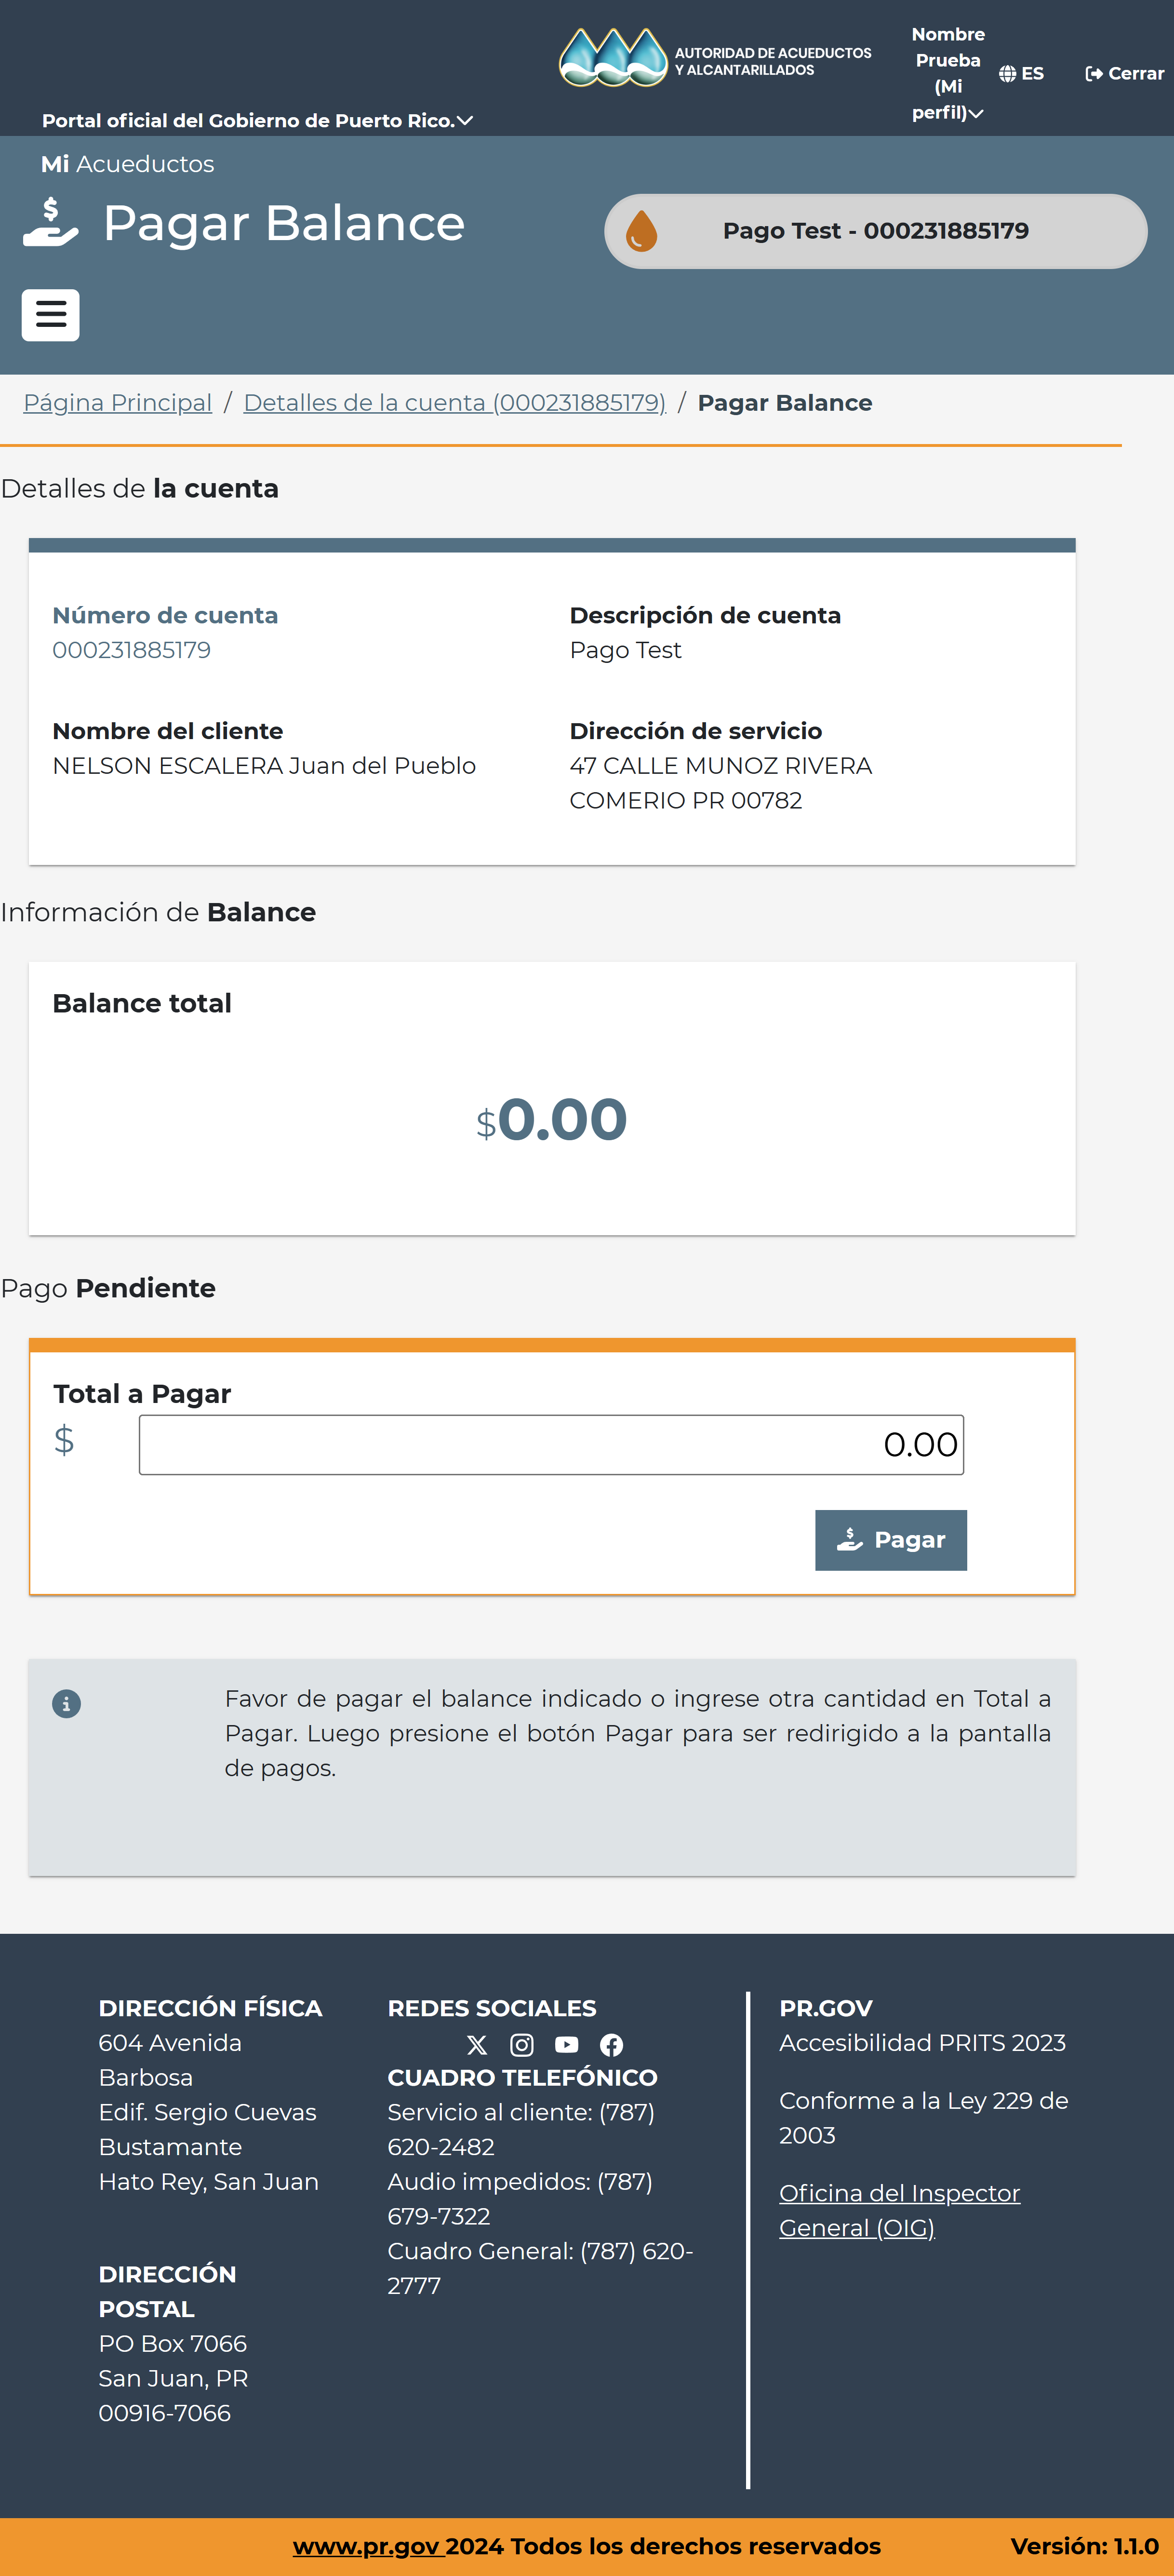 AUTORIDAD DE ACUEDUCTOS
Y ALCANTARILLADOS
Nombre
Prueba
(Mi
perfil)
ES
Cerrar
Portal oficial del Gobierno de Puerto Rico.
Mi Acueductos
Pagar Balance
Pago Test - 000231885179
Página Principal / Detalles de la cuenta (000231885179) / Pagar Balance
Detalles de la cuenta
Número de cuenta
000231885179
Descripción de cuenta
Pago Test
Nombre del cliente
NELSON ESCALERA Juan del Pueblo
Dirección de servicio
47 CALLE MUNOZ RIVERA
COMERIO PR 00782
Información de Balance
Balance total
$0.00
Pago Pendiente
Total a Pagar
$ 0.00
Pagar
Favor de pagar el balance indicado o ingrese otra cantidad en Total a
Pagar. Luego presione el botón Pagar para ser redirigido a la pantalla
de pagos.
DIRECCIÓN FÍSICA
604 Avenida
Barbosa
Edif. Sergio Cuevas
Bustamante
Hato Rey, San Juan
DIRECCIÓN
POSTAL
PO Box 7066
San Juan, PR
00916-7066
REDES SOCIALES
CUADRO TELEFÓNICO
Servicio al cliente: (787)
620-2482
Audio impedidos: (787)
679-7322
Cuadro General: (787) 620-
2777
PR.GOV
Accesibilidad PRITS 2023
Conforme a la Ley 229 de
2003
Oficina del Inspector
General (OIG)
www.pr.gov 2024 Todos los derechos reservados
Versión: 1.1.0